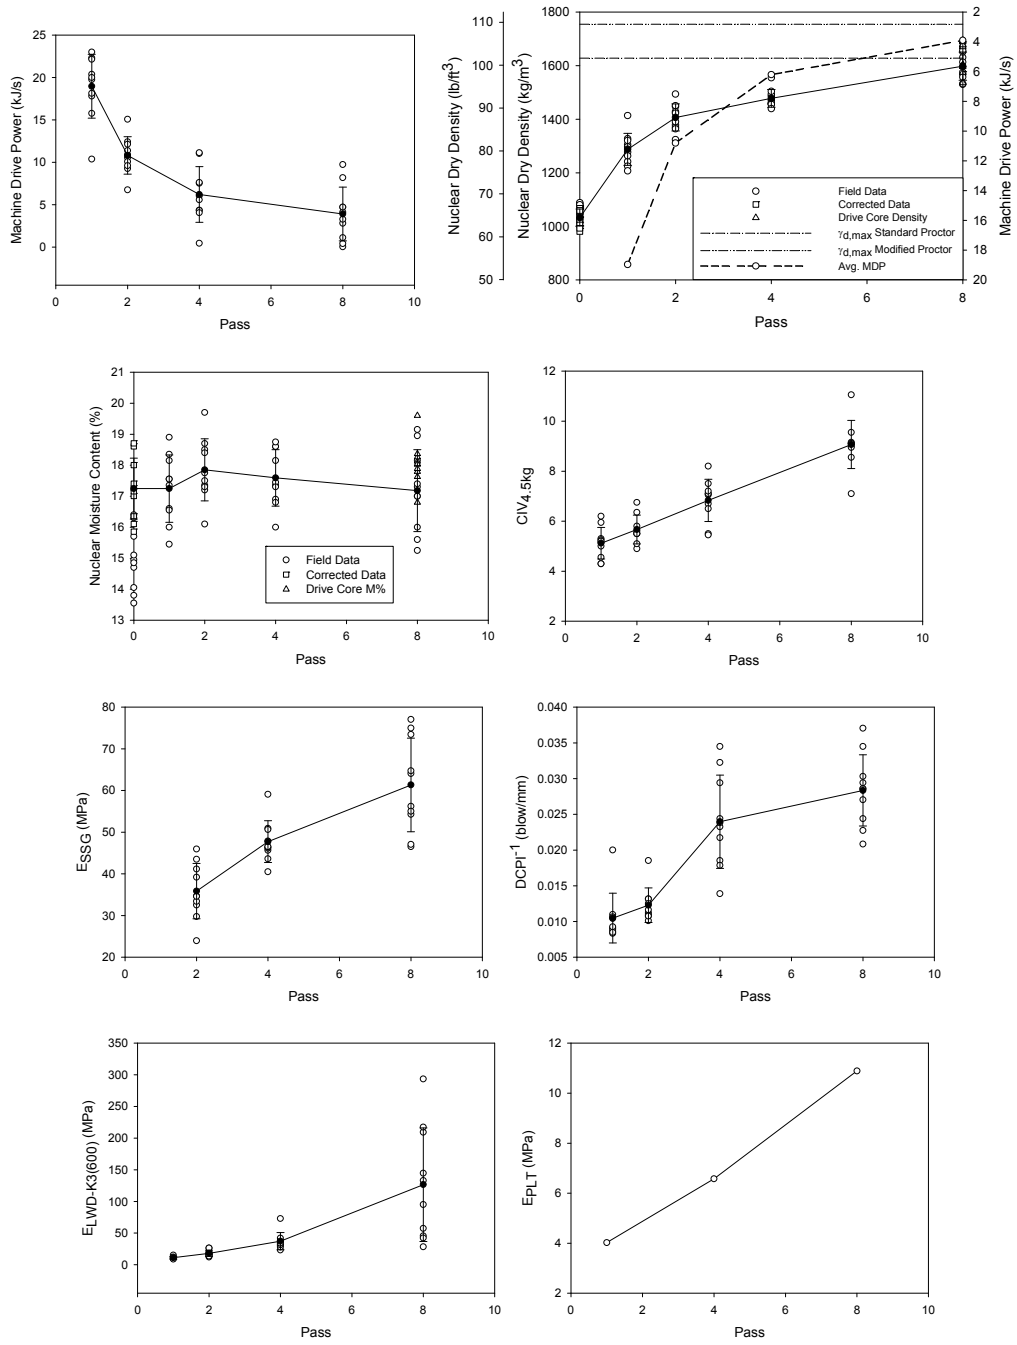 Machine Drive Power (kJ/s)
25
20
15
10
5
0
0 2 4 6 8 10
Pass
Nuclear Dry Density (lb/ft³)
110
100
90
80
70
60
50
Nuclear Dry Density (kg/m³)
1800
1600
1400
1200
1000
800
0 2 4 6 8
Pass
2
4
6
8
10
12
14
16
18
20
Machine Drive Power (kJ/s)
Field Data
Corrected Data
Drive Core Density
γd,max Standard Proctor
γd,max Modified Proctor
Avg. MDP
Nuclear Moisture Content (%)
21
20
19
18
17
16
15
14
13
0 2 4 6 8 10
Pass
Field Data
Corrected Data
Drive Core M%
CIV4.5kg
12
10
8
6
4
2
0 2 4 6 8 10
Pass
ESSG (MPa)
80
70
60
50
40
30
20
0 2 4 6 8 10
Pass
DCPI-1 (blow/mm)
0.040
0.035
0.030
0.025
0.020
0.015
0.010
0.005
0 2 4 6 8 10
Pass
ELWD-K3(600) (MPa)
350
300
250
200
150
100
50
0
0 2 4 6 8 10
Pass
EPLT (MPa)
12
10
8
6
4
2
0 2 4 6 8 10
Pass